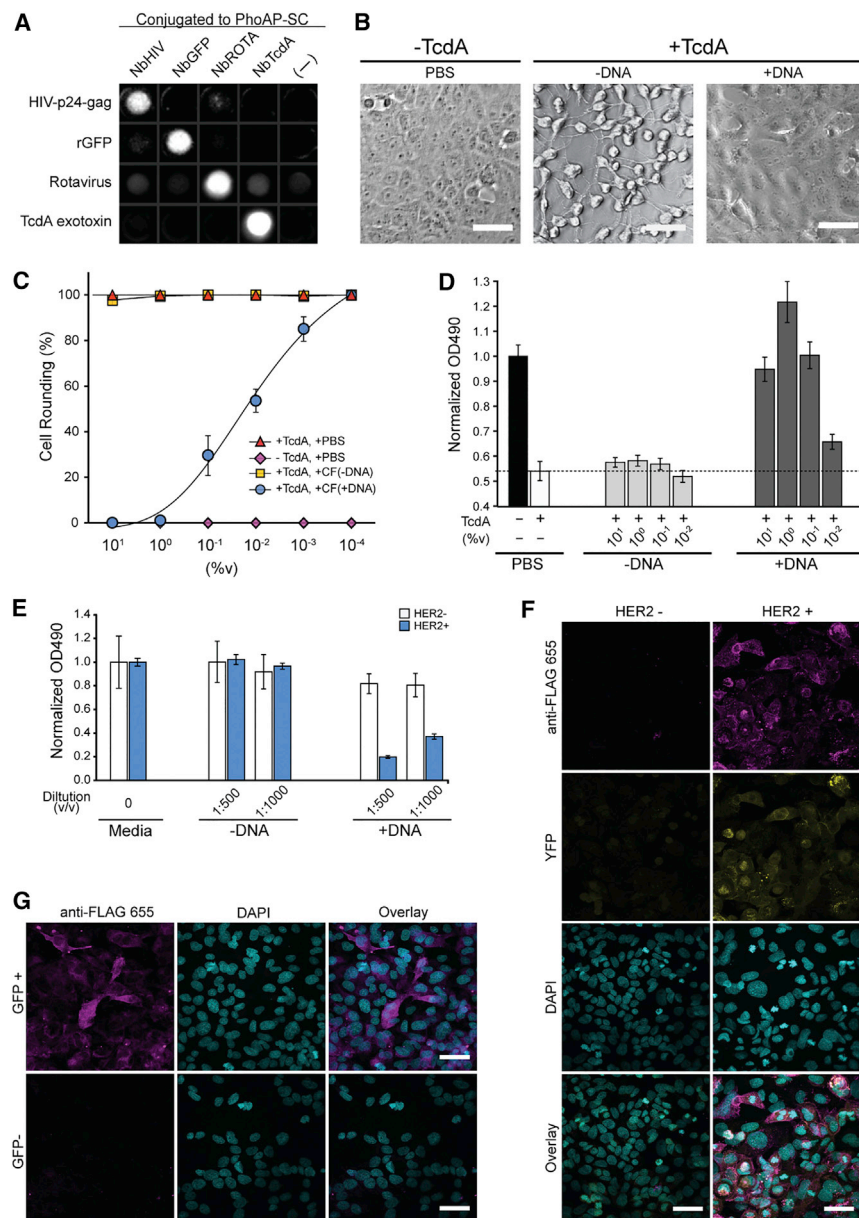 A
Conjugated to PhoAP-SC
NbHIV NbGFP NbROTA NbTcdA (—)
HIV-p24-gag
rGFP
Rotavirus
TcdA exotoxin
B
-TcdA +TcdA
PBS -DNA +DNA
C
Cell Rounding (%)
100
80
60
40
20
0
+TcdA, +PBS
- TcdA, +PBS
+TcdA, +CF(-DNA)
+TcdA, +CF(+DNA)
10¹ 10⁰ 10⁻¹ 10⁻² 10⁻³ 10⁻⁴
(%v)
D
Normalized OD490
1.3
1.2
1.1
1.0
0.9
0.8
0.7
0.6
0.5
0.4
TcdA – + + + + + + + + +
(%v) – – 10¹ 10⁰ 10⁻¹ 10⁻² 10¹ 10⁰ 10⁻¹ 10⁻²
PBS -DNA +DNA
E
Normalized OD490
1.4
1.2
1.0
0.8
0.6
0.4
0.2
0.0
HER2-
HER2+
Diltution
(v/v)
0 1:500 1:1000 1:500 1:1000
Media -DNA +DNA
F
HER2 - HER2 +
anti-FLAG 655
YFP
DAPI
Overlay
G
anti-FLAG 655 DAPI Overlay
GFP +
GFP-